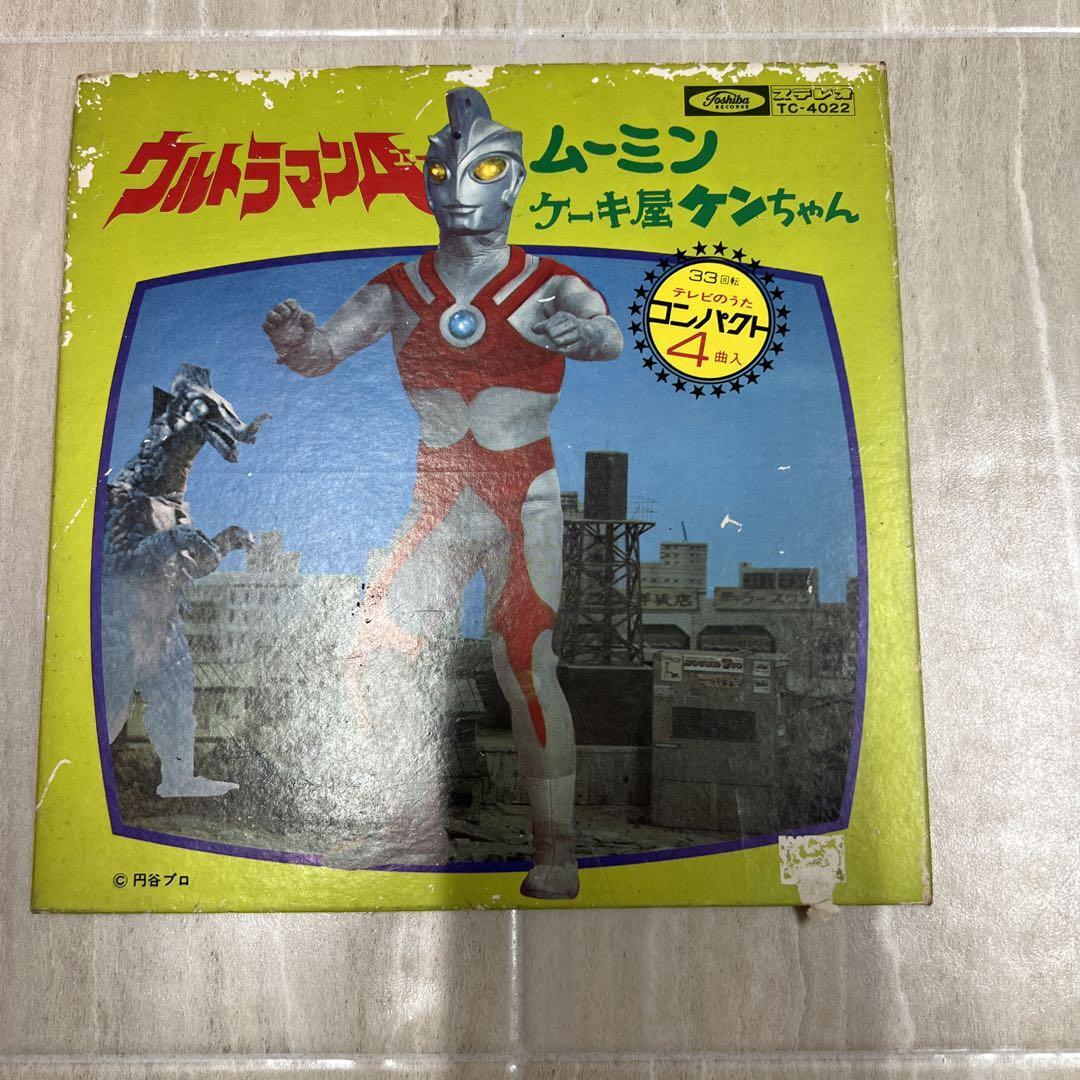 Toshiba
RECORDS
ステレオ
TC-4022
ウルトラマンA
エース
ムーミン
ケーキ屋ケンちゃん
33回転
テレビのうた
コンパクト
4曲入
© 円谷プロ